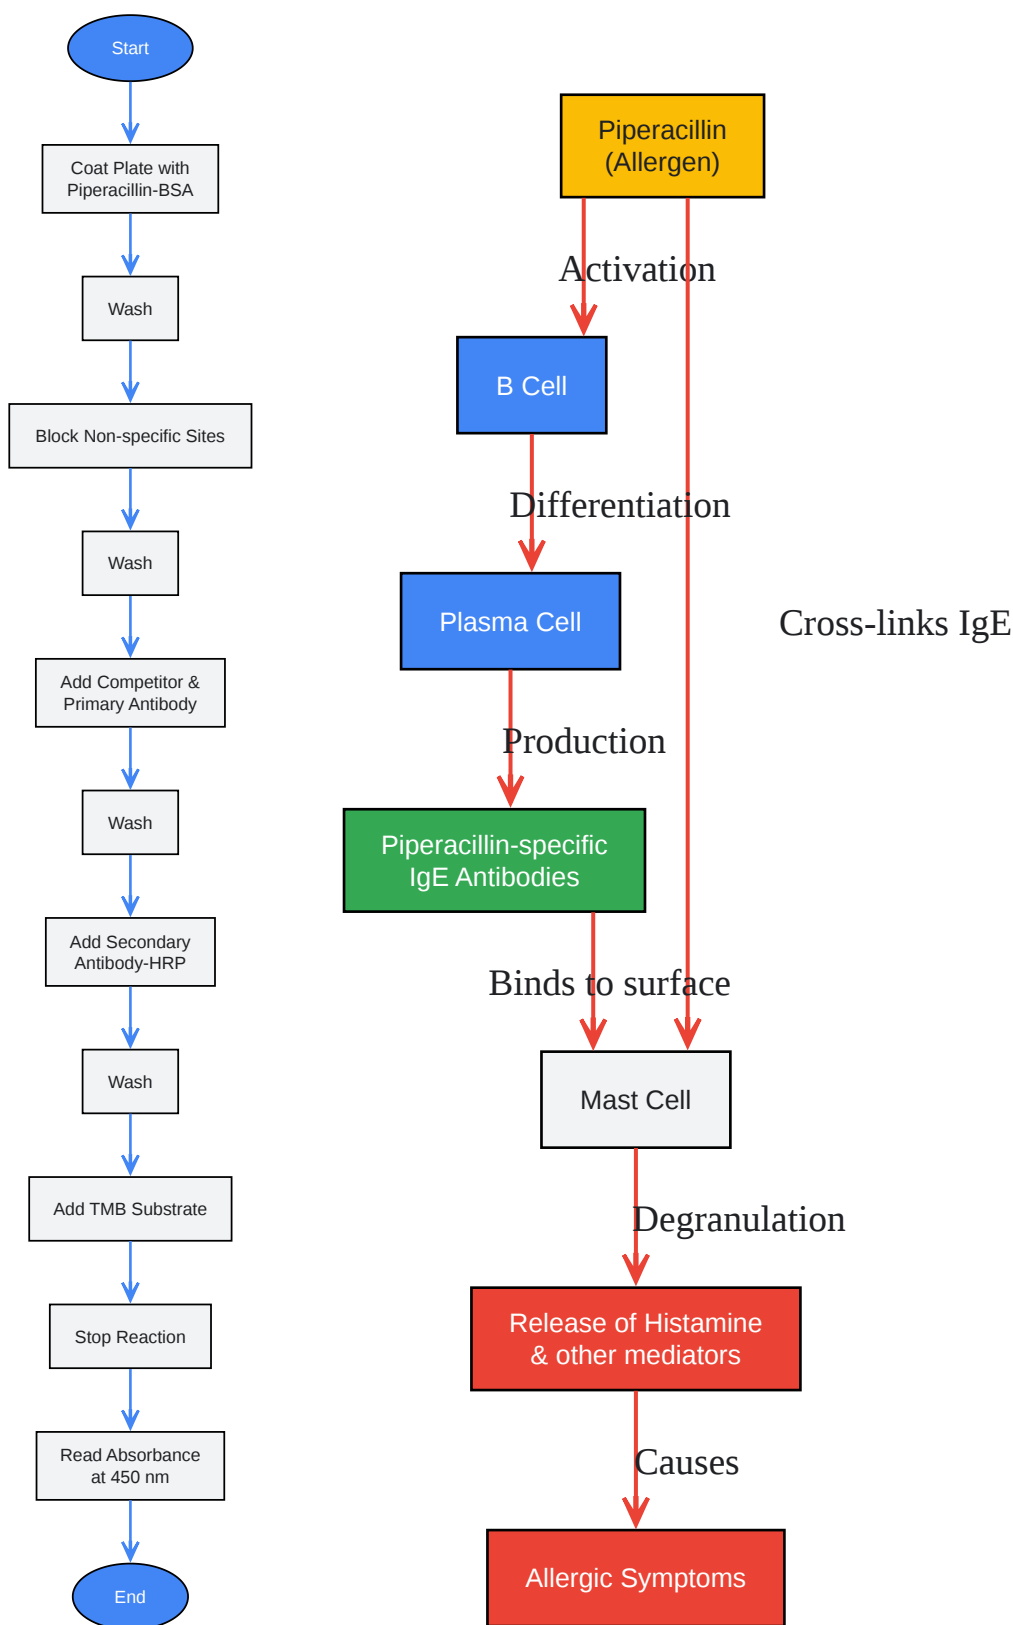 Start
Coat Plate with
Piperacillin-BSA
Wash
Block Non-specific Sites
Wash
Add Competitor &
Primary Antibody
Wash
Add Secondary
Antibody-HRP
Wash
Add TMB Substrate
Stop Reaction
Read Absorbance
at 450 nm
End
Piperacillin
(Allergen)
Activation
B Cell
Differentiation
Plasma Cell
Cross-links IgE
Production
Piperacillin-specific
IgE Antibodies
Binds to surface
Mast Cell
Degranulation
Release of Histamine
& other mediators
Causes
Allergic Symptoms